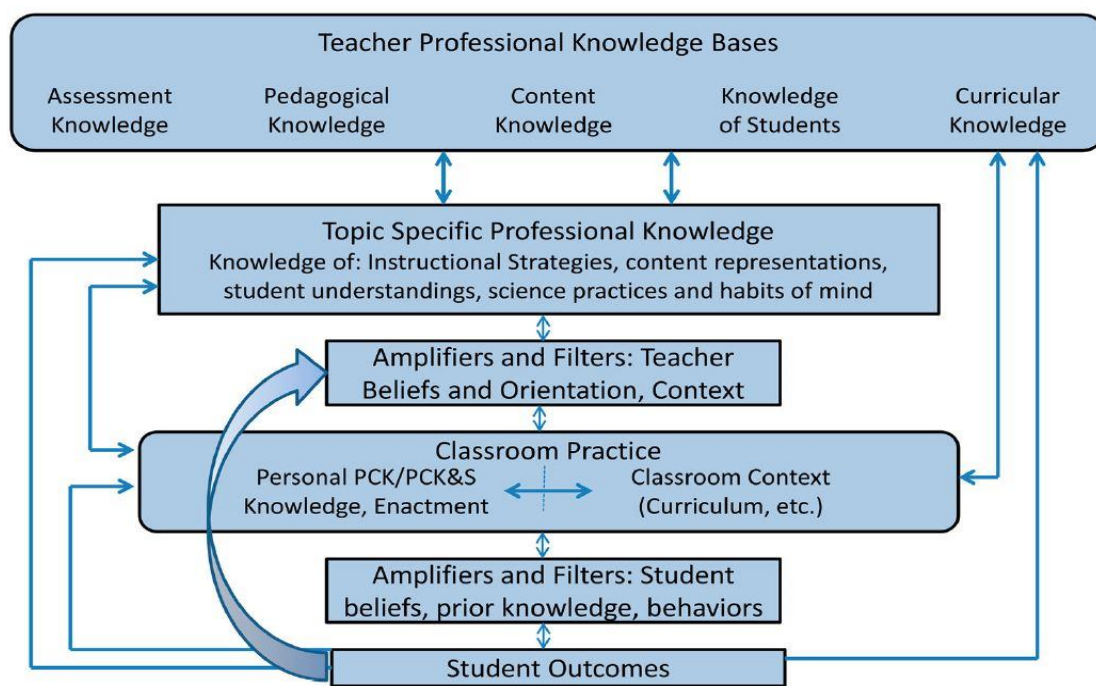 Teacher Professional Knowledge Bases
Assessment Knowledge
Pedagogical Knowledge
Content Knowledge
Knowledge of Students
Curricular Knowledge
Topic Specific Professional Knowledge
Knowledge of: Instructional Strategies, content representations,
student understandings, science practices and habits of mind
Amplifiers and Filters: Teacher
Beliefs and Orientation, Context
Classroom Practice
Personal PCK/PCK&S
Knowledge, Enactment
Classroom Context
(Curriculum, etc.)
Amplifiers and Filters: Student
beliefs, prior knowledge, behaviors
Student Outcomes